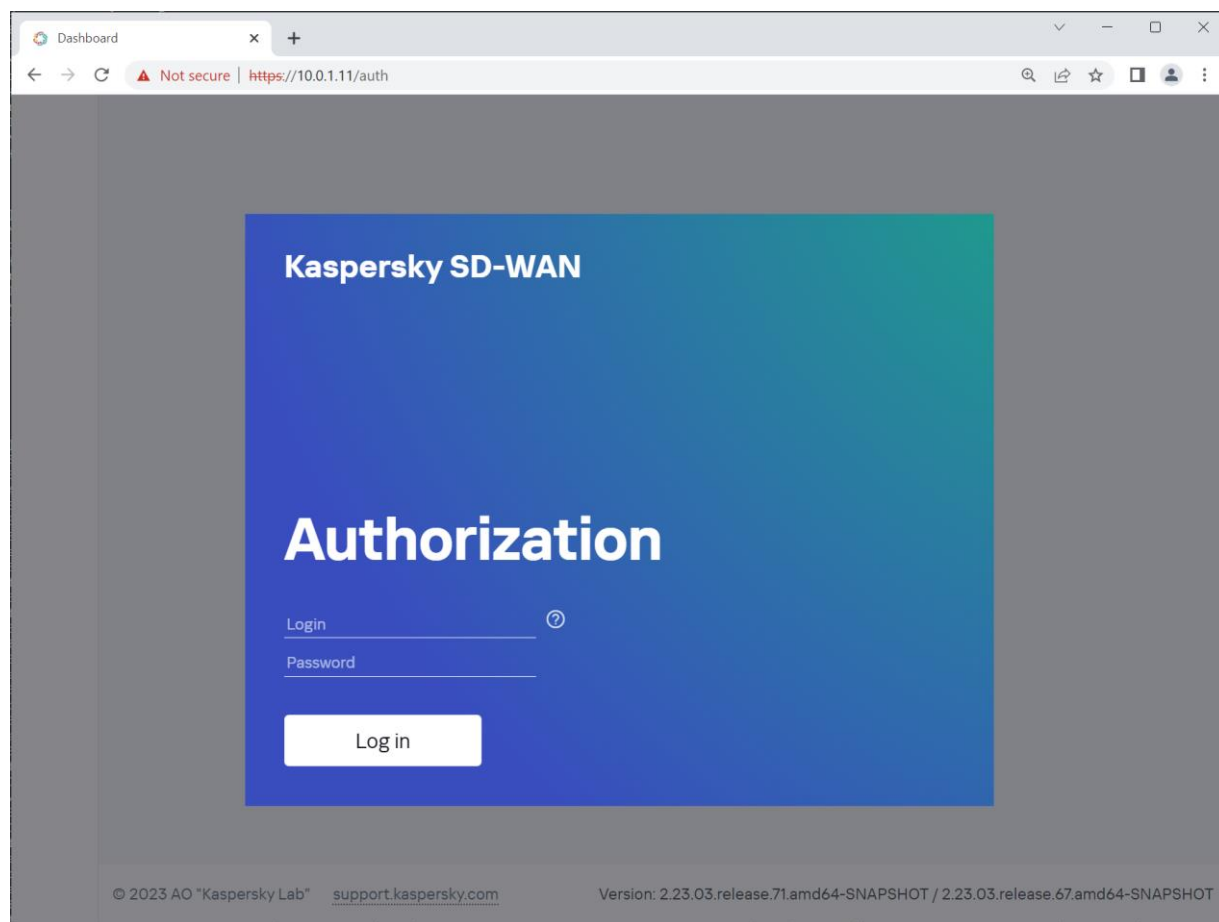 Dashboard
Not secure | https://10.0.1.11/auth
Kaspersky SD-WAN
Authorization
Login
Password
Log in
© 2023 AO "Kaspersky Lab" support.kaspersky.com Version: 2.23.03.release.71.amd64-SNAPSHOT / 2.23.03.release.67.amd64-SNAPSHOT